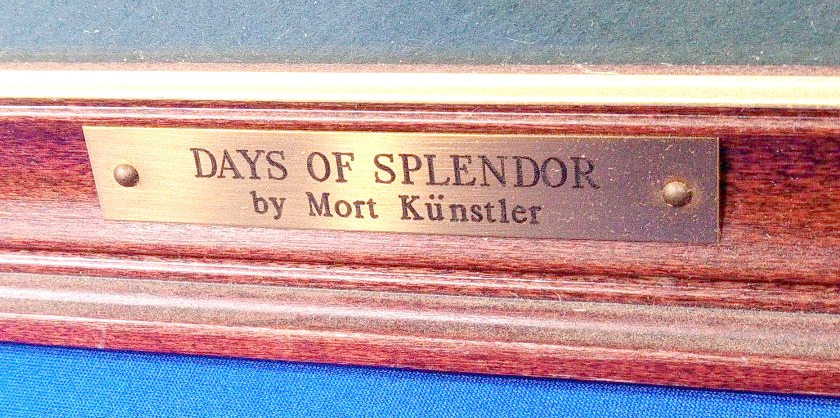 DAYS OF SPLENDOR
by Mort Künstler